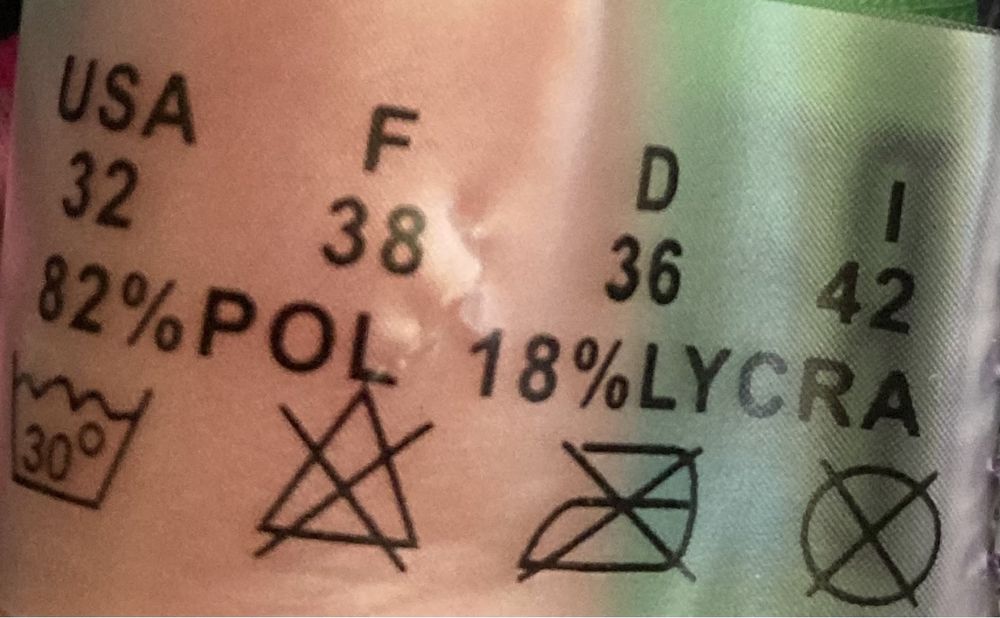 USA F D I
32 38 36 42
82%POL 18%LYCRA
30°